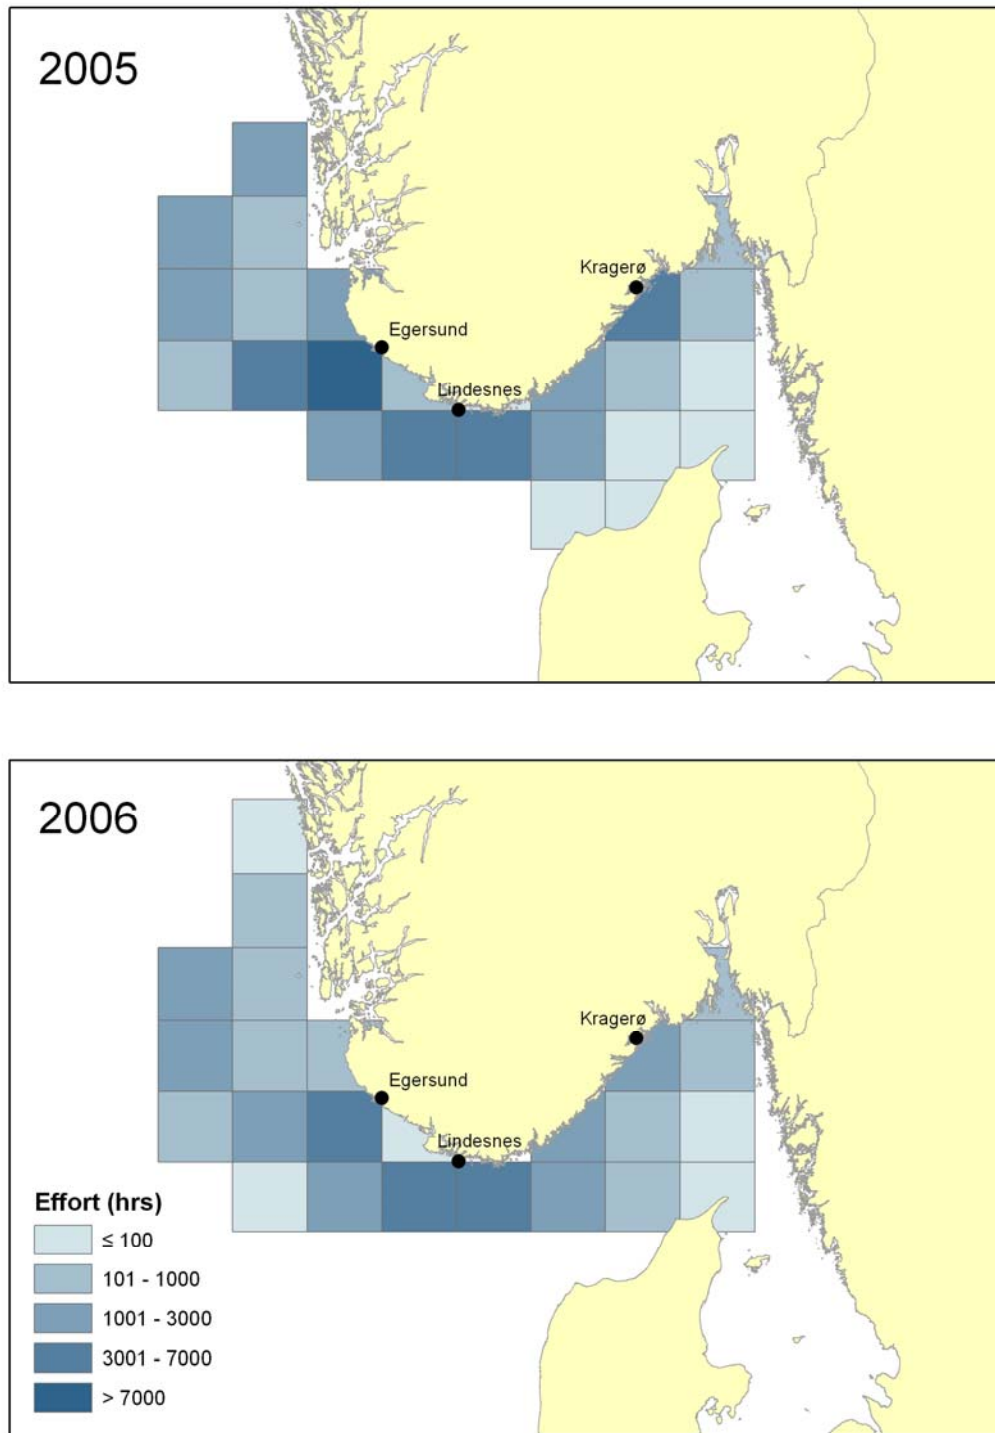 2005
Kragerø
Egersund
Lindesnes
2006
Kragerø
Egersund
Lindesnes
Effort (hrs)
≤ 100
101 - 1000
1001 - 3000
3001 - 7000
> 7000